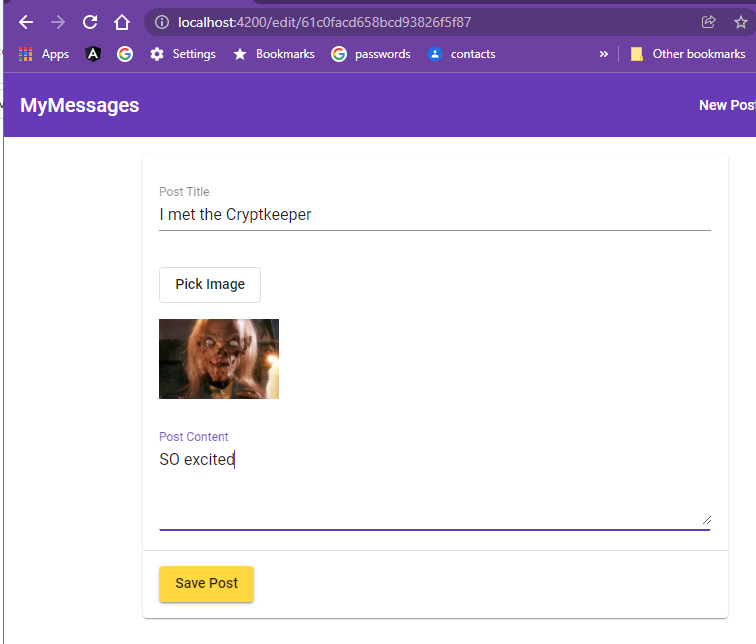 localhost:4200/edit/61c0facd658bcd93826f5f87
Apps Settings Bookmarks passwords contacts » Other bookmarks
MyMessages New Post
Post Title
I met the Cryptkeeper
Pick Image
Post Content
SO excited
Save Post